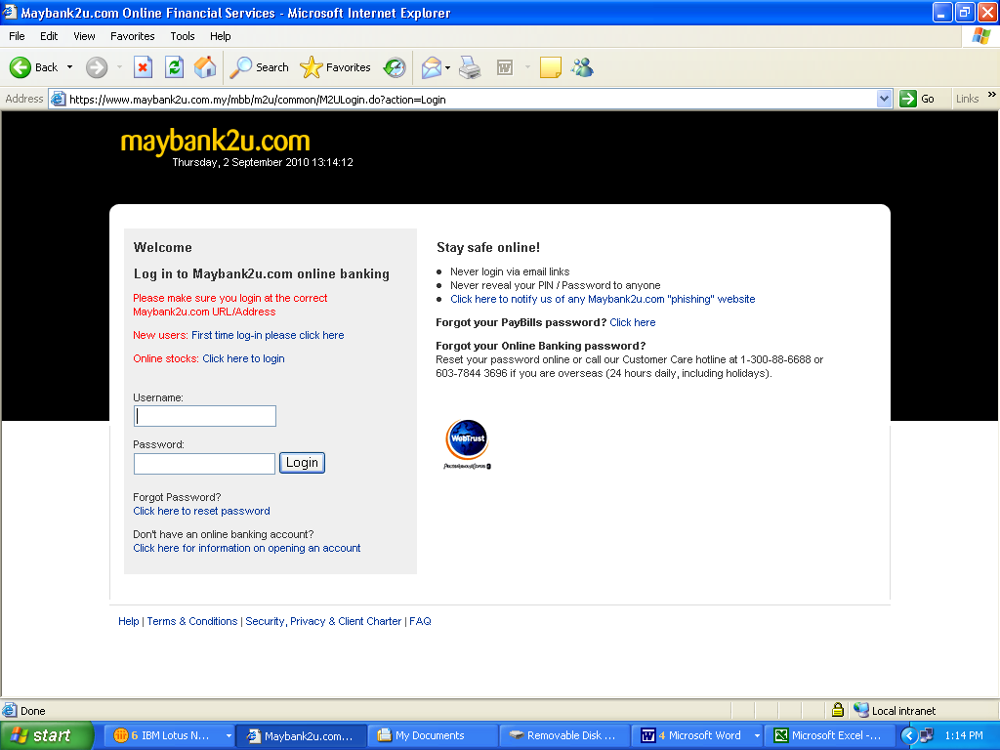 Maybank2u.com Online Financial Services - Microsoft Internet Explorer
File Edit View Favorites Tools Help
Back Search Favorites
Address https://www.maybank2u.com.my/mbb/m2u/common/M2ULogin.do?action=Login Go Links »
maybank2u.com
Thursday, 2 September 2010 13:14:12
Welcome
Log in to Maybank2u.com online banking
Please make sure you login at the correct
Maybank2u.com URL/Address
New users: First time log-in please click here
Online stocks: Click here to login
Username:
Password:
Login
Forgot Password?
Click here to reset password
Don't have an online banking account?
Click here for information on opening an account
Stay safe online!
• Never login via email links
• Never reveal your PIN / Password to anyone
• Click here to notify us of any Maybank2u.com "phishing" website
Forgot your PayBills password? Click here
Forgot your Online Banking password?
Reset your password online or call our Customer Care hotline at 1-300-88-6688 or
603-7844 3696 if you are overseas (24 hours daily, including holidays).
WebTrust
Help | Terms & Conditions | Security, Privacy & Client Charter | FAQ
Done Local intranet
start 6 IBM Lotus N... Maybank2u.com... My Documents Removable Disk ... 4 Microsoft Word Microsoft Excel -... 1:14 PM